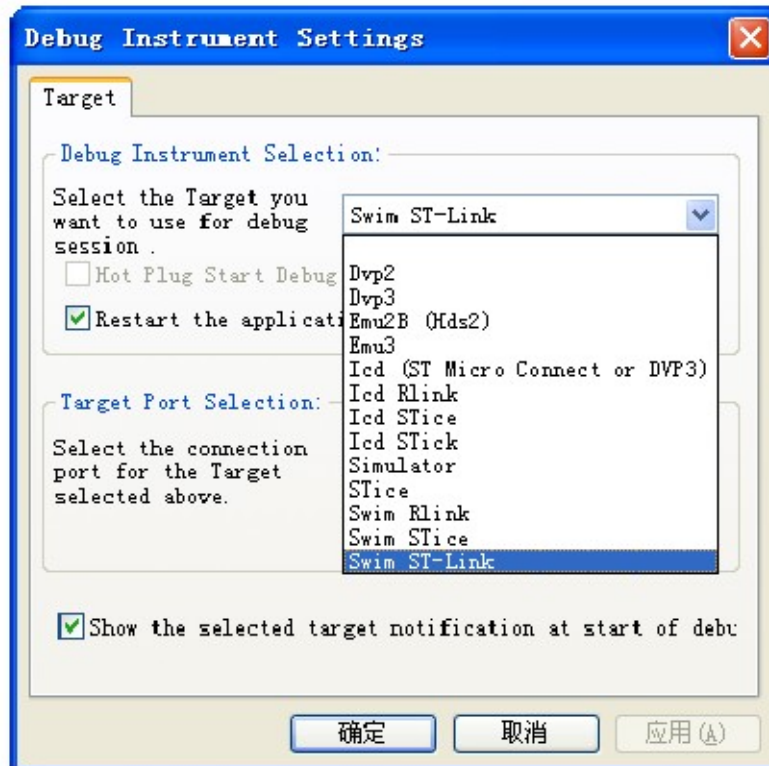 Debug Instrument Settings
Target
Debug Instrument Selection:
Select the Target you
want to use for debug
session .
Swim ST-Link
Hot Plug Start Debug
Restart the applicati
Dvp2
Dvp3
Emu2B (Hds2)
Emu3
Icd (ST Micro Connect or DVP3)
Icd Rlink
Icd STice
Icd STick
Simulator
STice
Swim Rlink
Swim STice
Swim ST-Link
Target Port Selection:
Select the connection
port for the Target
selected above.
Show the selected target notification at start of debu
确定
取消
应用(A)